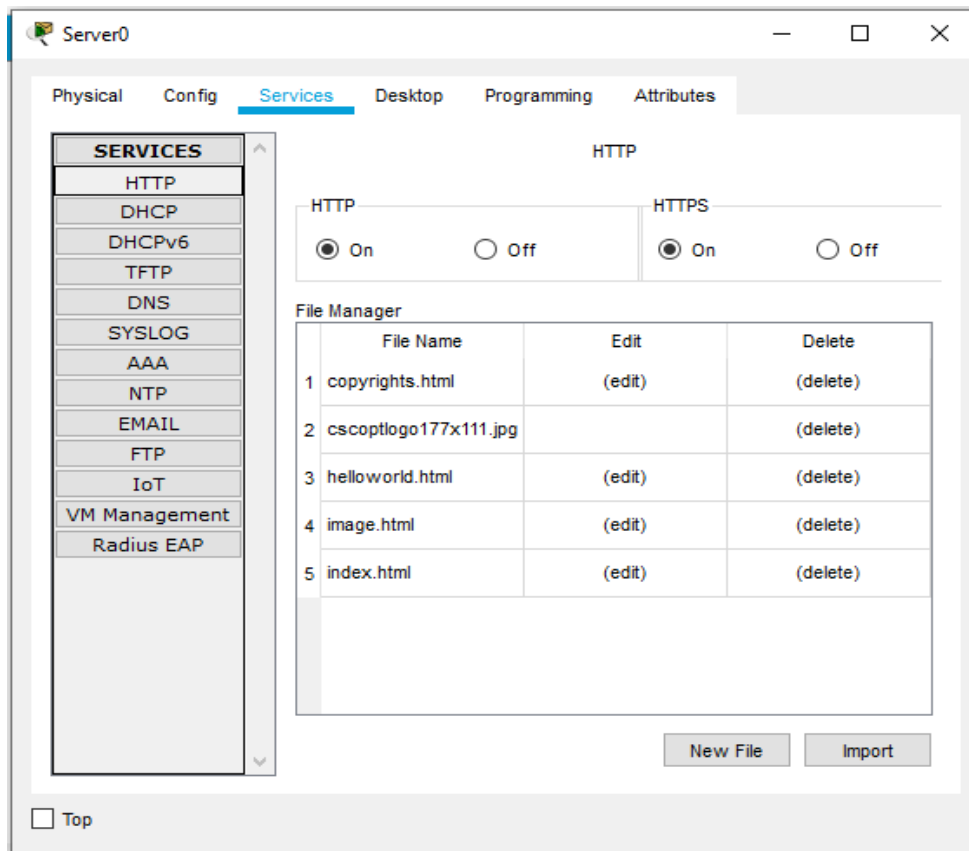 Server0
Physical Config Services Desktop Programming Attributes
SERVICES
HTTP
DHCP
DHCPv6
TFTP
DNS
SYSLOG
AAA
NTP
EMAIL
FTP
IoT
VM Management
Radius EAP
HTTP
HTTP HTTPS
On Off On Off
File Manager
File Name Edit Delete
1 copyrights.html (edit) (delete)
2 cscoptlogo177x111.jpg (delete)
3 helloworld.html (edit) (delete)
4 image.html (edit) (delete)
5 index.html (edit) (delete)
New File Import
Top